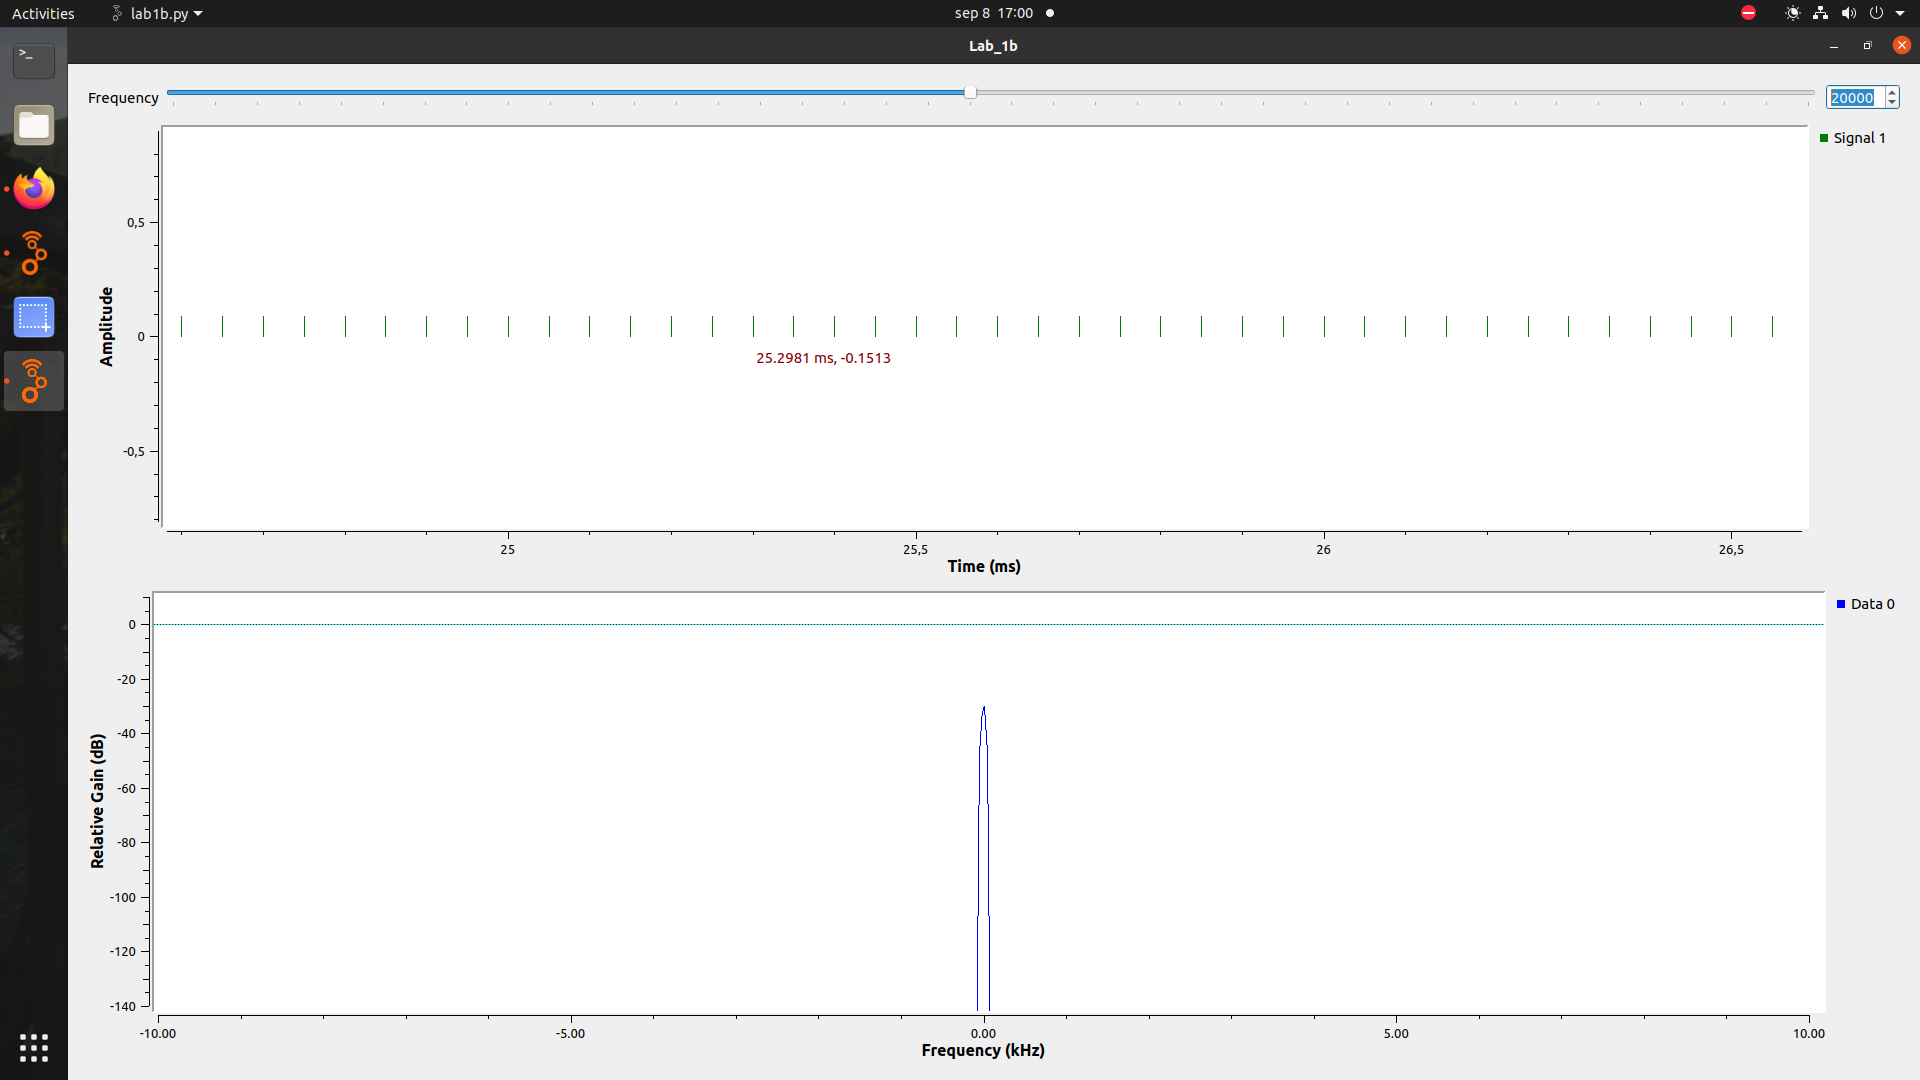 Activities
lab1b.py
sep 8 17:00
Lab_1b
>_
Frequency
20000
Signal 1
Amplitude
0,5
0
-0,5
25.2981 ms, -0.1513
25
25,5
26
26,5
Time (ms)
Data 0
Relative Gain (dB)
0
-20
-40
-60
-80
-100
-120
-140
-10.00
-5.00
0.00
5.00
10.00
Frequency (kHz)